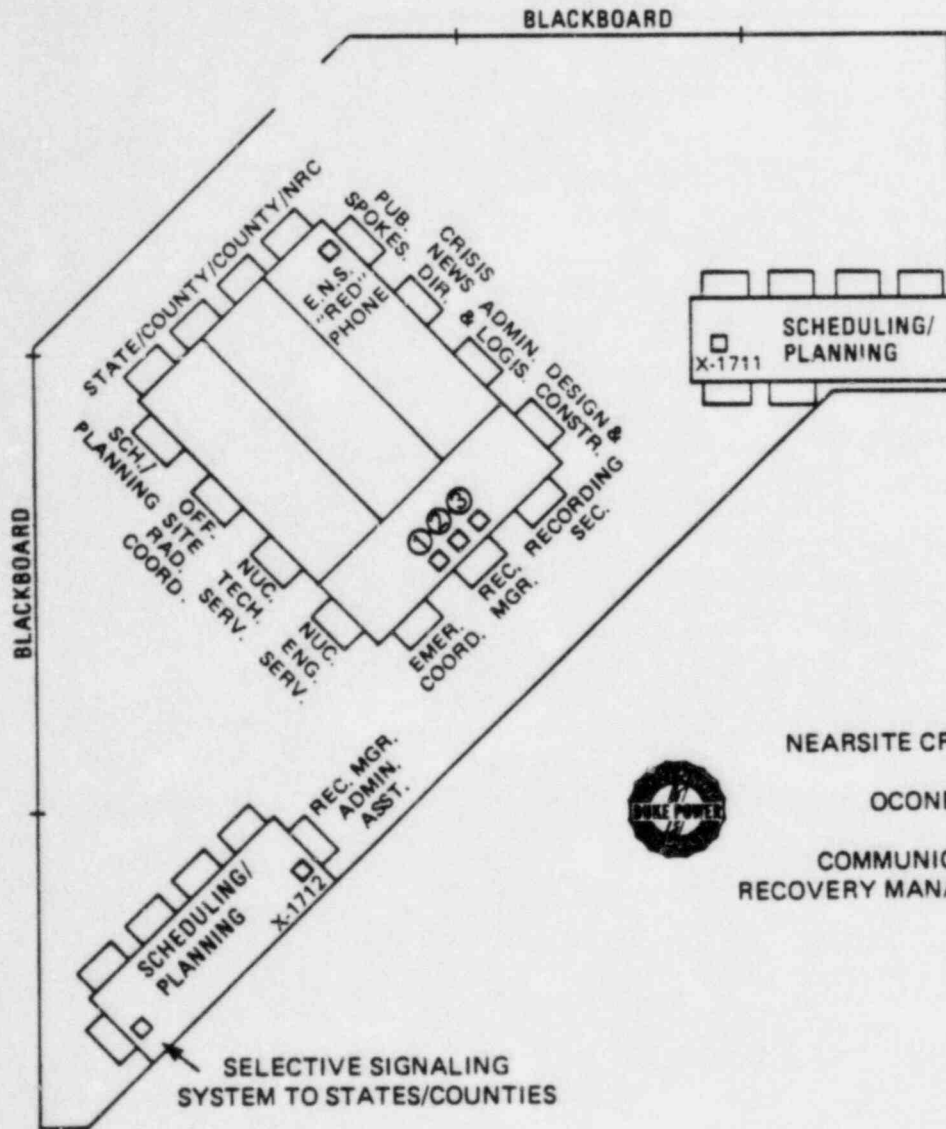 BLACKBOARD
BLACKBOARD
STATE/COUNTY/COUNTY/NRC
E.N.S.
"RED"
PHONE
PUB.
SPOKES.
CRISIS
NEWS
DIR.
ADMIN.
& LOGIS.
DESIGN &
CONSTR.
RECORDING
SEC.
REC.
MGR.
EMER.
COORD.
NUC.
ENG.
SERV.
NUC.
TECH.
SERV.
OFF-
SITE
RAD.
COORD.
SCH./
PLANNING
1 2 3
SCHEDULING/
PLANNING
X-1711
REC. MGR.
ADMIN.
ASST.
SCHEDULING/
PLANNING
X-1712
SELECTIVE SIGNALING
SYSTEM TO STATES/COUNTIES
DUKE POWER
NEARSITE
COMMUNIC
RECOVERY MANA